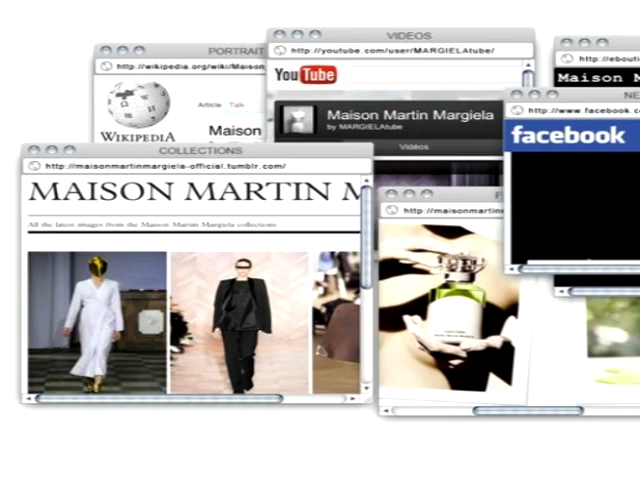 PORTRAIT
http://wikipedia.org/wiki/Maison
Article Talk
Maison
WIKIPEDIA
VIDEOS
http://youtube.com/user/MARGIELAtube/
YouTube
Maison Martin Margiela
by MARGIELAtube
Vidéos
http://ebouti
Maison M
NE
http://www.facebook.c
facebook
COLLECTIONS
http://maisonmartinmargiela-official.tumblr.com/
MAISON MARTIN M
All the latest images from the Maison Martin Margiela collections
F
http://maisonmartin